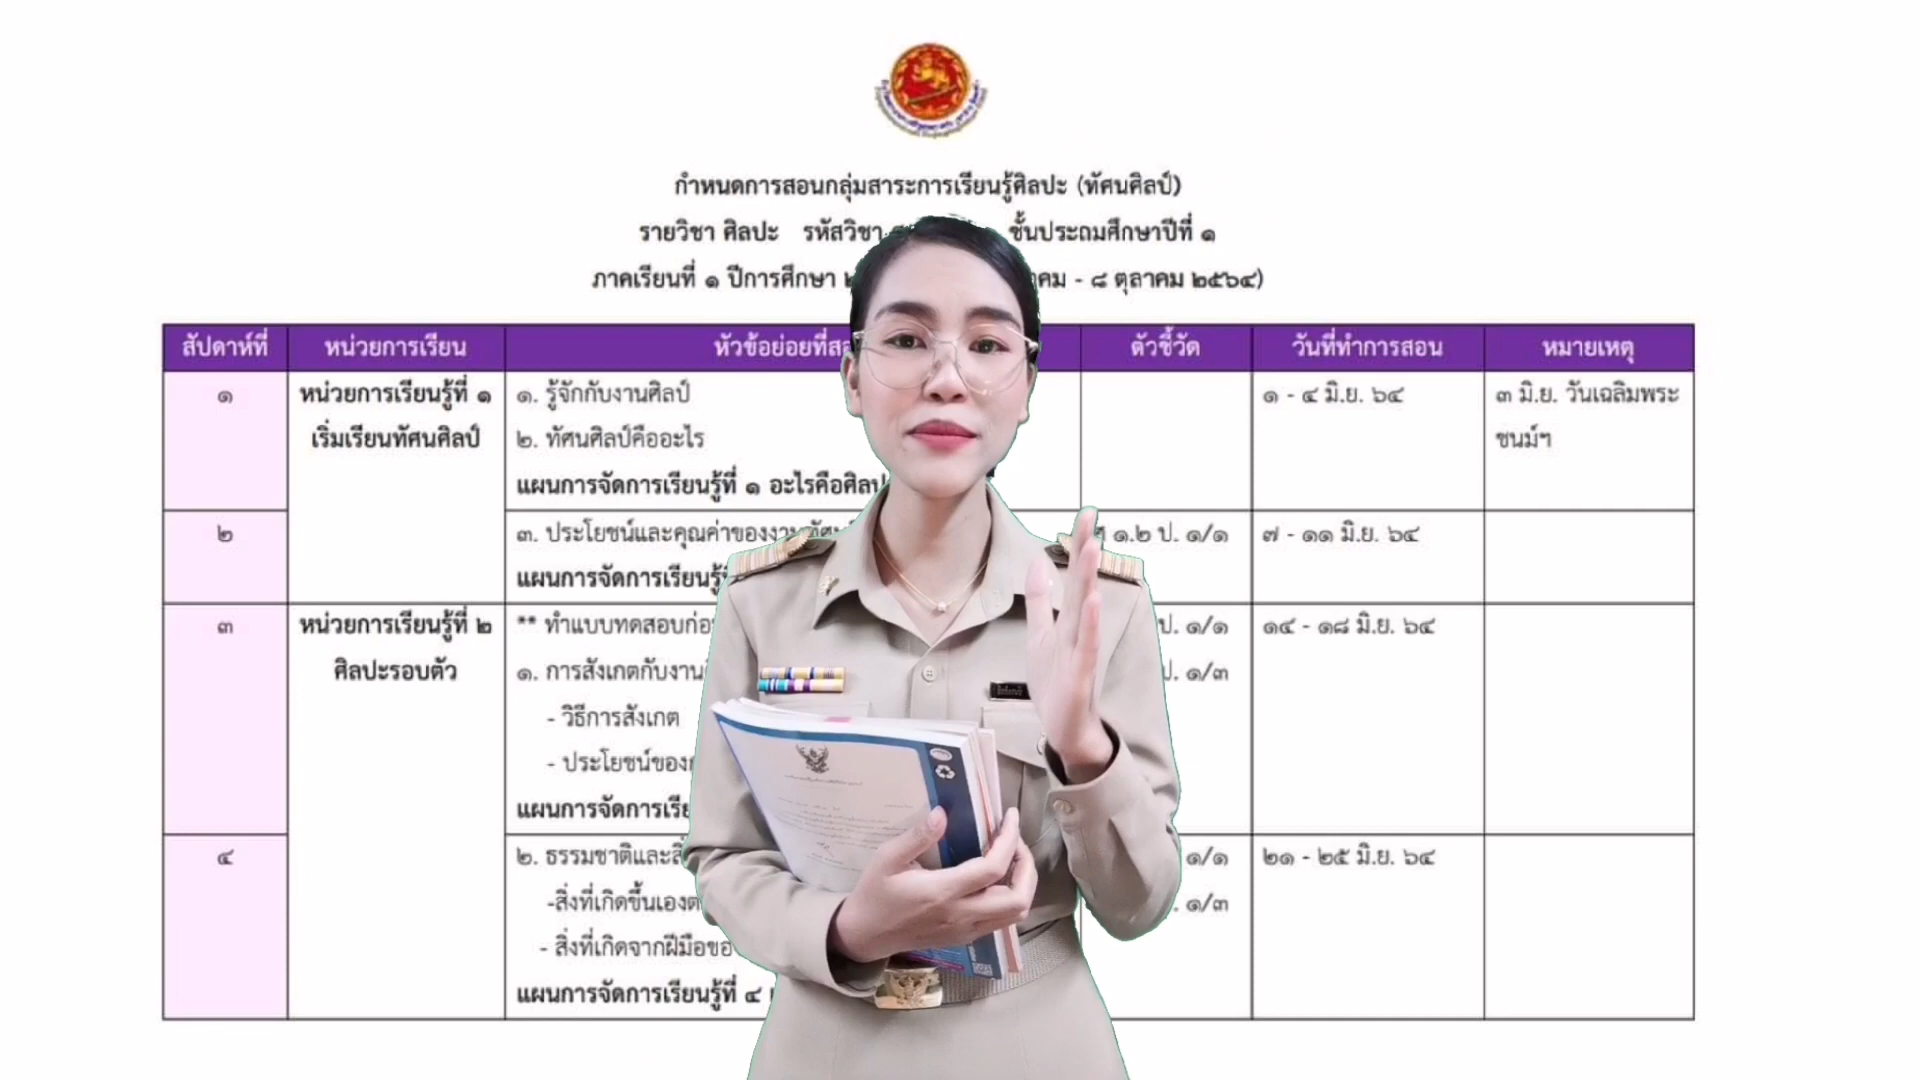 กำหนดการสอนกลุ่มสาระการเรียนรู้ศิลปะ (ทัศนศิลป์)
รายวิชา ศิลปะ รหัสวิชา ชั้นประถมศึกษาปีที่ ๑
ภาคเรียนที่ ๑ ปีการศึกษา - ๘ ตุลาคม ๒๕๖๔)
สัปดาห์ที่ หน่วยการเรียน หัวข้อย่อยที่ ตัวชี้วัด วันที่ทำการสอน หมายเหตุ
๑ หน่วยการเรียนรู้ที่ ๑ ๑. รู้จักกับงานศิลป์ ๑ - ๔ มิ.ย. ๖๔ ๓ มิ.ย. วันเฉลิมพระ
เริ่มเรียนทัศนศิลป์ ๒. ทัศนศิลป์คืออะไร ชนม์ฯ
แผนการจัดการเรียนรู้ที่ ๑ อะไรคือศิลป
๒ ๓. ประโยชน์และคุณค่าของงาน ๑.๒ ป. ๑/๑ ๗ - ๑๑ มิ.ย. ๖๔
แผนการจัดการเรียนรู้
๓ หน่วยการเรียนรู้ที่ ๒ ** ทำแบบทดสอบก่อ ป. ๑/๑ ๑๔ - ๑๘ มิ.ย. ๖๔
ศิลปะรอบตัว ๑. การสังเกตกับงาน ป. ๑/๓
- วิธีการสังเกต
- ประโยชน์ของ
แผนการจัดการเรีย
๔ ๒. ธรรมชาติและ ๑/๑ ๒๑ - ๒๕ มิ.ย. ๖๔
-สิ่งที่เกิดขึ้นเอง ๑/๓
- สิ่งที่เกิดจากฝีมือขอ
แผนการจัดการเรียนรู้ที่ ๔